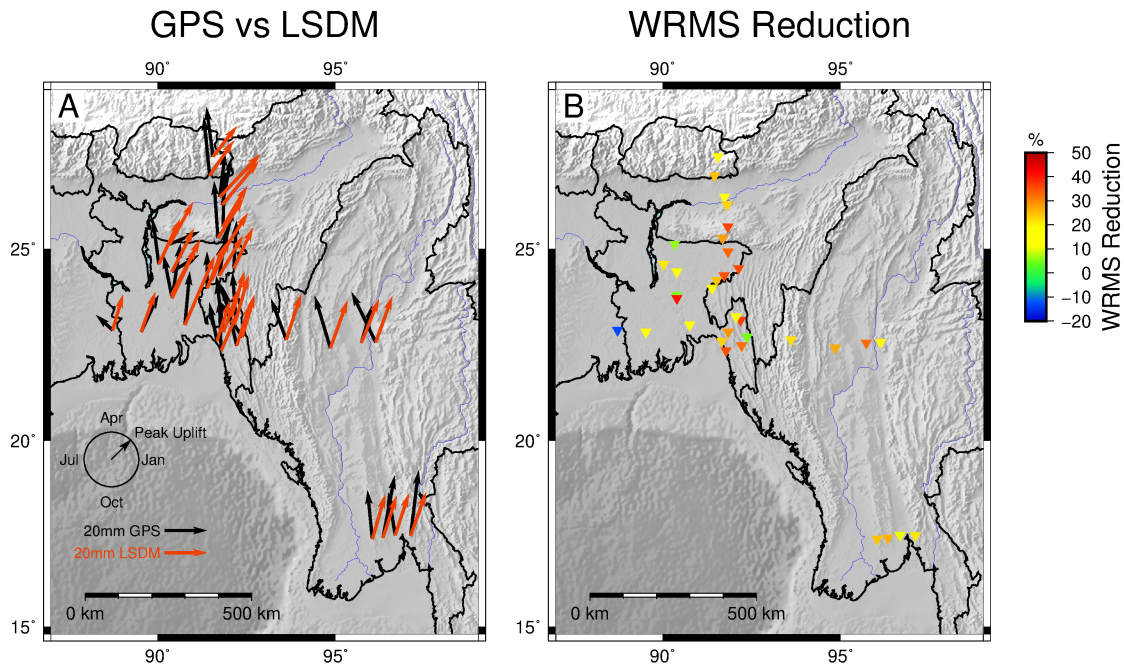 GPS vs LSDM
WRMS Reduction
90˚ 95˚
90˚ 95˚
A
B
%
50
40
30
20
10
0
−10
−20
WRMS Reduction
25˚
20˚
15˚
25˚
20˚
15˚
Apr
Peak Uplift
Jul Jan
Oct
20mm GPS
20mm LSDM
0 km 500 km
0 km 500 km
90˚ 95˚
90˚ 95˚